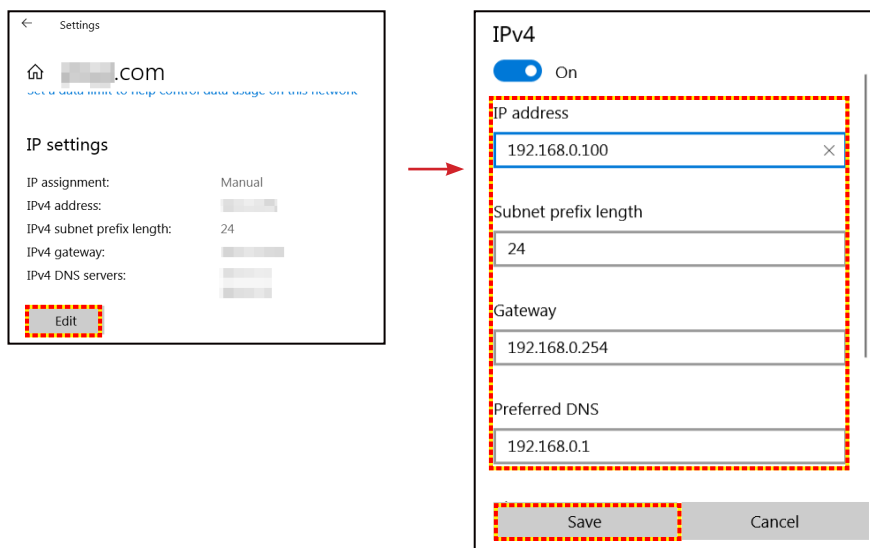 Settings
.com
Set a data limit to help control data usage on this network
IP settings
IP assignment: Manual
IPv4 address:
IPv4 subnet prefix length: 24
IPv4 gateway:
IPv4 DNS servers:
Edit
IPv4
On
IP address
192.168.0.100
Subnet prefix length
24
Gateway
192.168.0.254
Preferred DNS
192.168.0.1
Save Cancel